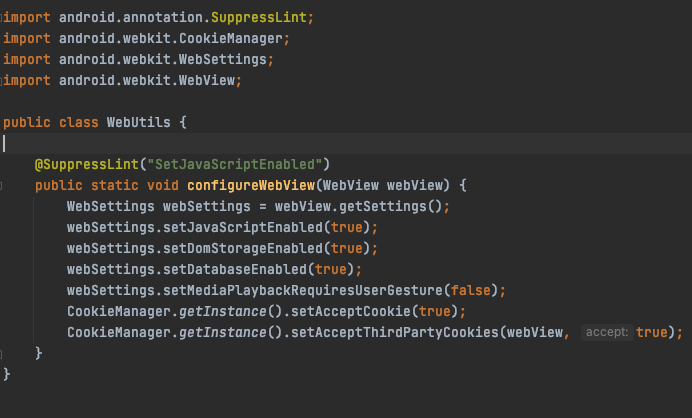 import android.annotation.SuppressLint;
import android.webkit.CookieManager;
import android.webkit.WebSettings;
import android.webkit.WebView;
public class WebUtils {
@SuppressLint("SetJavaScriptEnabled")
public static void configureWebView(WebView webView) {
WebSettings webSettings = webView.getSettings();
webSettings.setJavaScriptEnabled(true);
webSettings.setDomStorageEnabled(true);
webSettings.setDatabaseEnabled(true);
webSettings.setMediaPlaybackRequiresUserGesture(false);
CookieManager.getInstance().setAcceptCookie(true);
CookieManager.getInstance().setAcceptThirdPartyCookies(webView, accept: true);
}
}